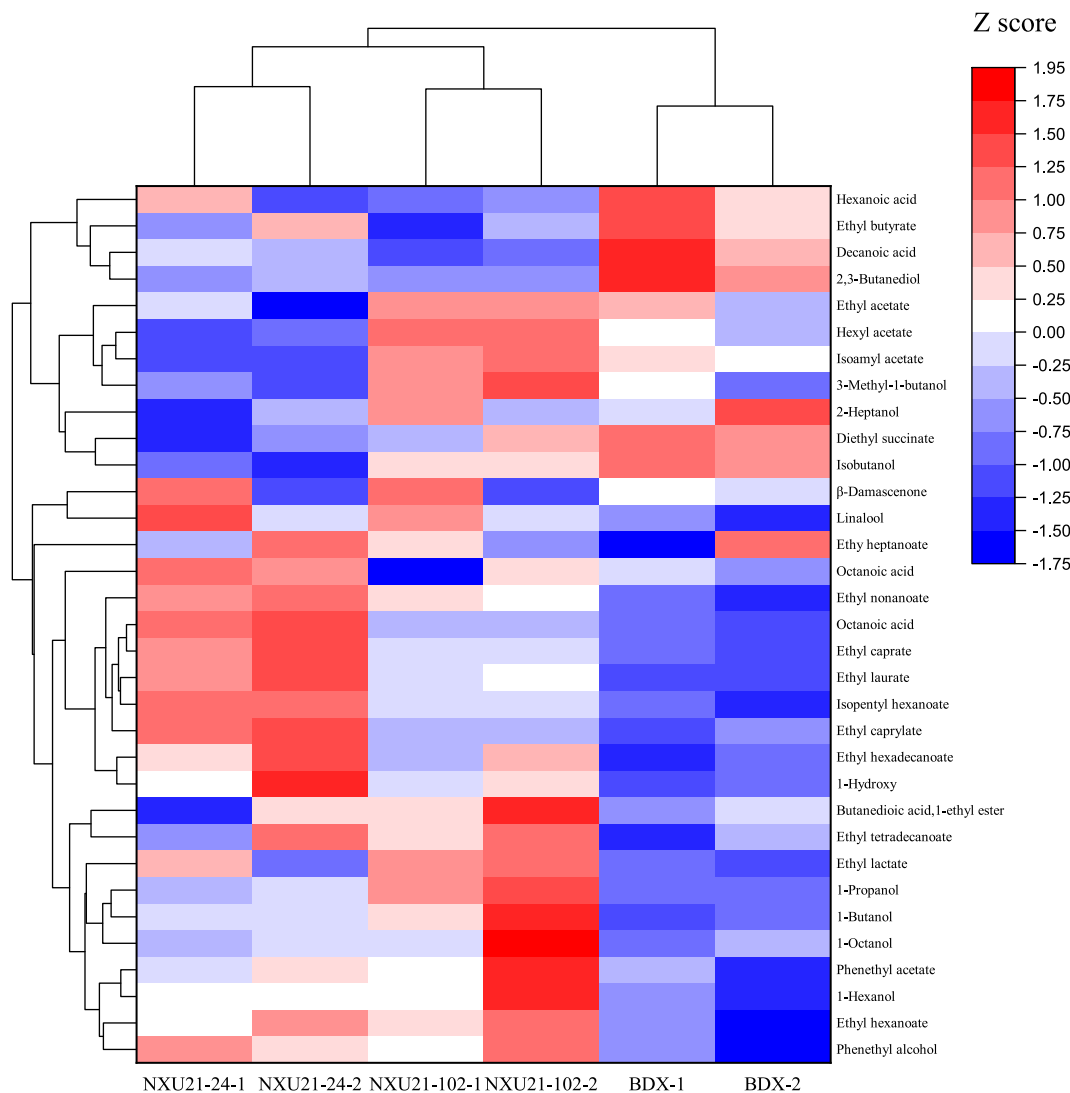 Z score
1.95
1.75
1.50
1.25
1.00
0.75
0.50
0.25
0.00
-0.25
-0.50
-0.75
-1.00
-1.25
-1.50
-1.75
Hexanoic acid
Ethyl butyrate
Decanoic acid
2,3-Butanediol
Ethyl acetate
Hexyl acetate
Isoamyl acetate
3-Methyl-1-butanol
2-Heptanol
Diethyl succinate
Isobutanol
β-Damascenone
Linalool
Ethy heptanoate
Octanoic acid
Ethyl nonanoate
Octanoic acid
Ethyl caprate
Ethyl laurate
Isopentyl hexanoate
Ethyl caprylate
Ethyl hexadecanoate
1-Hydroxy
Butanedioic acid,1-ethyl ester
Ethyl tetradecanoate
Ethyl lactate
1-Propanol
1-Butanol
1-Octanol
Phenethyl acetate
1-Hexanol
Ethyl hexanoate
Phenethyl alcohol
NXU21-24-1 NXU21-24-2 NXU21-102-1 NXU21-102-2 BDX-1 BDX-2